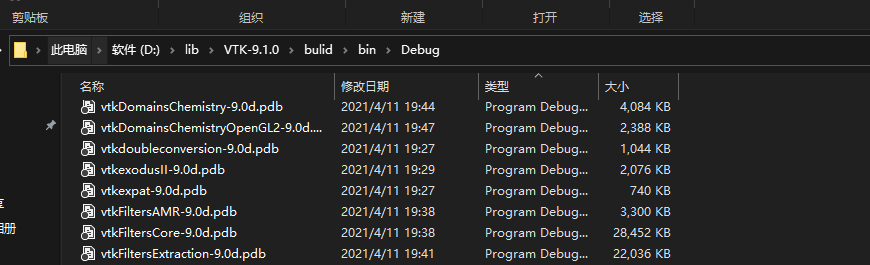 剪贴板 组织 新建 打开 选择
此电脑 › 软件 (D:) › lib › VTK-9.1.0 › bulid › bin › Debug
名称 修改日期 类型 大小
vtkDomainsChemistry-9.0d.pdb 2021/4/11 19:44 Program Debug... 4,084 KB
vtkDomainsChemistryOpenGL2-9.0d.... 2021/4/11 19:47 Program Debug... 2,388 KB
vtkdoubleconversion-9.0d.pdb 2021/4/11 19:27 Program Debug... 1,044 KB
vtkexodusII-9.0d.pdb 2021/4/11 19:29 Program Debug... 2,076 KB
vtkexpat-9.0d.pdb 2021/4/11 19:27 Program Debug... 740 KB
vtkFiltersAMR-9.0d.pdb 2021/4/11 19:38 Program Debug... 3,300 KB
相册 vtkFiltersCore-9.0d.pdb 2021/4/11 19:38 Program Debug... 28,452 KB
vtkFiltersExtraction-9.0d.pdb 2021/4/11 19:41 Program Debug... 22,036 KB